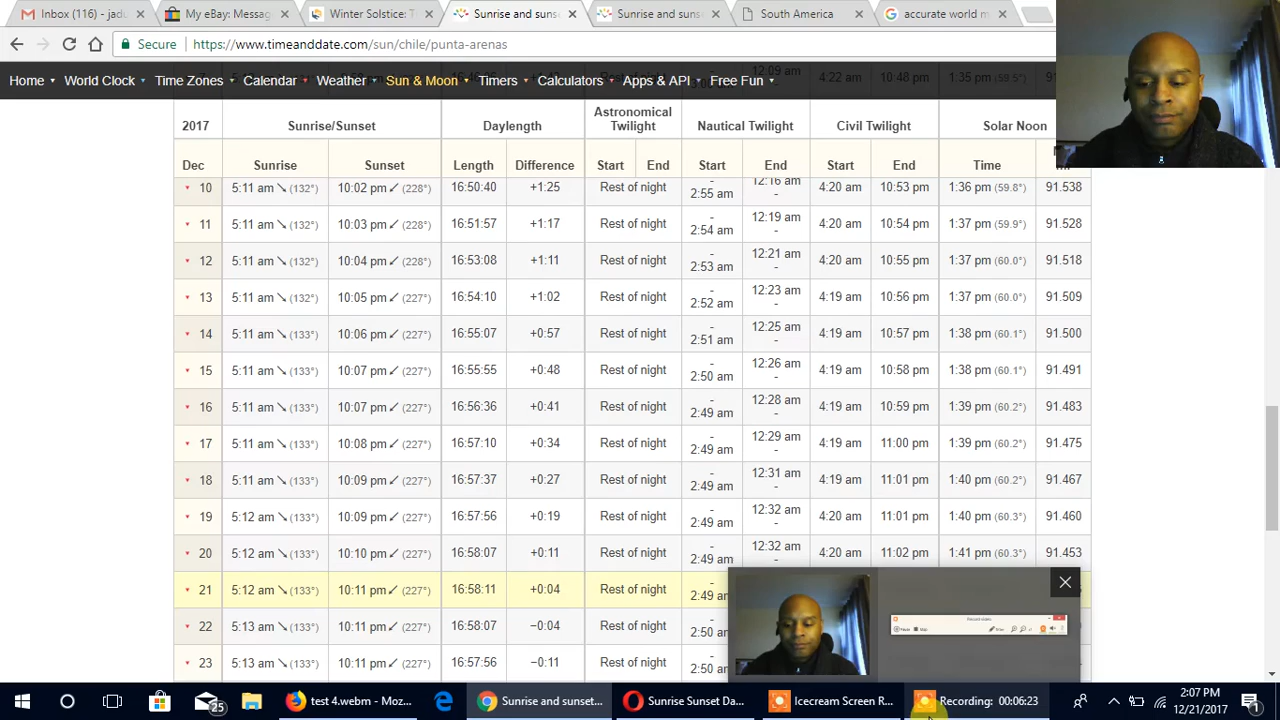 Inbox (116) - jadu
My eBay: Messag
Winter Solstice: T
Sunrise and suns
Sunrise and suns
South America
accurate world m
Secure
https://www.timeanddate.com/sun/chile/punta-arenas
Home World Clock Time Zones Calendar Weather Sun & Moon Timers Calculators Apps & API Free Fun
12:09 am 4:22 am 10:48 pm 1:35 pm (59.5°)
2017 Sunrise/Sunset Daylength Astronomical Twilight Nautical Twilight Civil Twilight Solar Noon
Dec Sunrise Sunset Length Difference Start End Start End Start End Time
10 5:11 am (132°) 10:02 pm (228°) 16:50:40 +1:25 Rest of night - 2:55 am 12:16 am - 4:20 am 10:53 pm 1:36 pm (59.8°) 91.538
11 5:11 am (132°) 10:03 pm (228°) 16:51:57 +1:17 Rest of night - 2:54 am 12:19 am - 4:20 am 10:54 pm 1:37 pm (59.9°) 91.528
12 5:11 am (132°) 10:04 pm (228°) 16:53:08 +1:11 Rest of night - 2:53 am 12:21 am - 4:20 am 10:55 pm 1:37 pm (60.0°) 91.518
13 5:11 am (132°) 10:05 pm (227°) 16:54:10 +1:02 Rest of night - 2:52 am 12:23 am - 4:19 am 10:56 pm 1:37 pm (60.0°) 91.509
14 5:11 am (133°) 10:06 pm (227°) 16:55:07 +0:57 Rest of night - 2:51 am 12:25 am - 4:19 am 10:57 pm 1:38 pm (60.1°) 91.500
15 5:11 am (133°) 10:07 pm (227°) 16:55:55 +0:48 Rest of night - 2:50 am 12:26 am - 4:19 am 10:58 pm 1:38 pm (60.1°) 91.491
16 5:11 am (133°) 10:07 pm (227°) 16:56:36 +0:41 Rest of night - 2:49 am 12:28 am - 4:19 am 10:59 pm 1:39 pm (60.2°) 91.483
17 5:11 am (133°) 10:08 pm (227°) 16:57:10 +0:34 Rest of night - 2:49 am 12:29 am - 4:19 am 11:00 pm 1:39 pm (60.2°) 91.475
18 5:11 am (133°) 10:09 pm (227°) 16:57:37 +0:27 Rest of night - 2:49 am 12:31 am - 4:19 am 11:01 pm 1:40 pm (60.2°) 91.467
19 5:12 am (133°) 10:09 pm (227°) 16:57:56 +0:19 Rest of night - 2:49 am 12:32 am - 4:20 am 11:01 pm 1:40 pm (60.3°) 91.460
20 5:12 am (133°) 10:10 pm (227°) 16:58:07 +0:11 Rest of night - 2:49 am 12:32 am 4:20 am 11:02 pm 1:41 pm (60.3°) 91.453
21 5:12 am (133°) 10:11 pm (227°) 16:58:11 +0:04 Rest of night - 2:49 am
22 5:13 am (133°) 10:11 pm (227°) 16:58:07 −0:04 Rest of night - 2:50 am
23 5:13 am (133°) 10:11 pm (227°) 16:57:56 −0:11 Rest of night - 2:50 am
25
test 4.webm - Moz...
Sunrise and sunset...
Sunrise Sunset Da...
Icecream Screen R...
Recording: 00:06:23
2:07 PM
12/21/2017
1